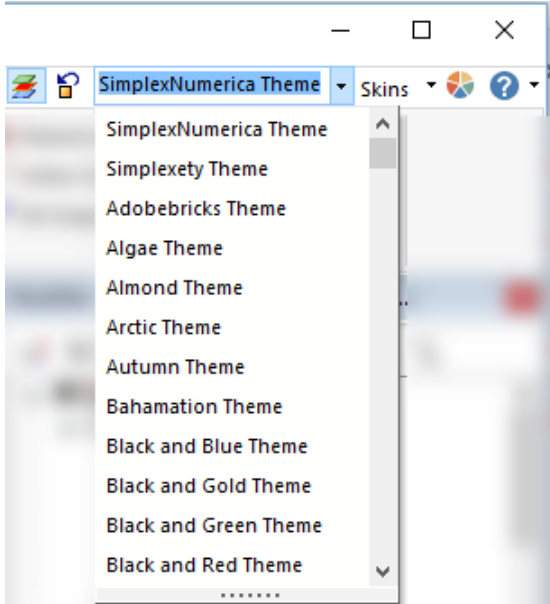 SimplexNumerica Theme Skins
SimplexNumerica Theme
Simplexety Theme
Adobebricks Theme
Algae Theme
Almond Theme
Arctic Theme
Autumn Theme
Bahamation Theme
Black and Blue Theme
Black and Gold Theme
Black and Green Theme
Black and Red Theme